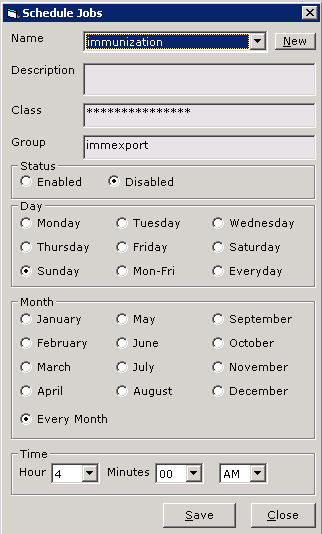 Schedule Jobs
Name immunization New
Description
Class ***************
Group immexport
Status
Enabled Disabled
Day
Monday Tuesday Wednesday
Thursday Friday Saturday
Sunday Mon-Fri Everyday
Month
January May September
February June October
March July November
April August December
Every Month
Time
Hour 4 Minutes 00 AM
Save Close